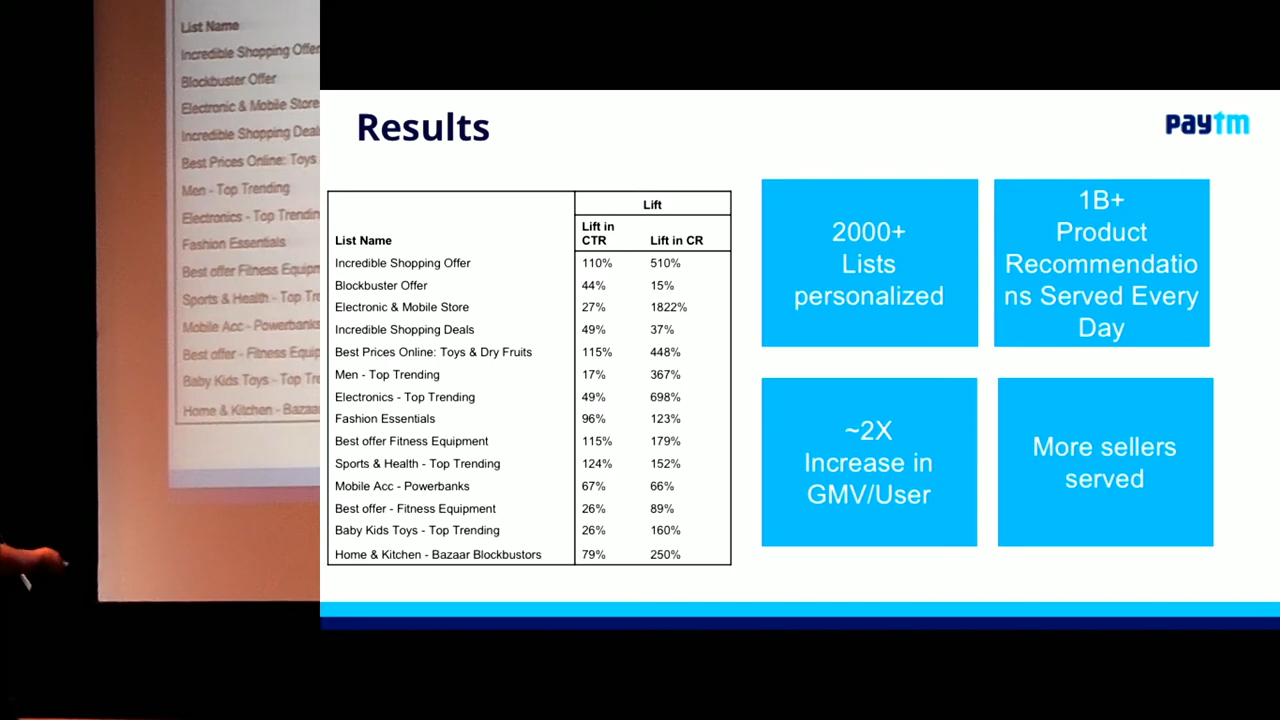 List Name
Incredible Shopping Offer
Blockbuster Offer
Electronic & Mobile Store
Incredible Shopping Deal
Best Prices Online: Toys
Men - Top Trending
Electronics - Top Trendin
Fashion Essentials
Best offer Fitness Equipm
Sports & Health - Top Tre
Mobile Acc - Powerbanks
Best offer - Fitness Equip
Baby Kids Toys - Top Tre
Home & Kitchen - Bazaa
Results
paytm
Lift
List Name Lift in CTR Lift in CR
Incredible Shopping Offer 110% 510%
Blockbuster Offer 44% 15%
Electronic & Mobile Store 27% 1822%
Incredible Shopping Deals 49% 37%
Best Prices Online: Toys & Dry Fruits 115% 448%
Men - Top Trending 17% 367%
Electronics - Top Trending 49% 698%
Fashion Essentials 96% 123%
Best offer Fitness Equipment 115% 179%
Sports & Health - Top Trending 124% 152%
Mobile Acc - Powerbanks 67% 66%
Best offer - Fitness Equipment 26% 89%
Baby Kids Toys - Top Trending 26% 160%
Home & Kitchen - Bazaar Blockbustors 79% 250%
2000+
Lists
personalized
1B+
Product
Recommendatio
ns Served Every
Day
~2X
Increase in
GMV/User
More sellers
served